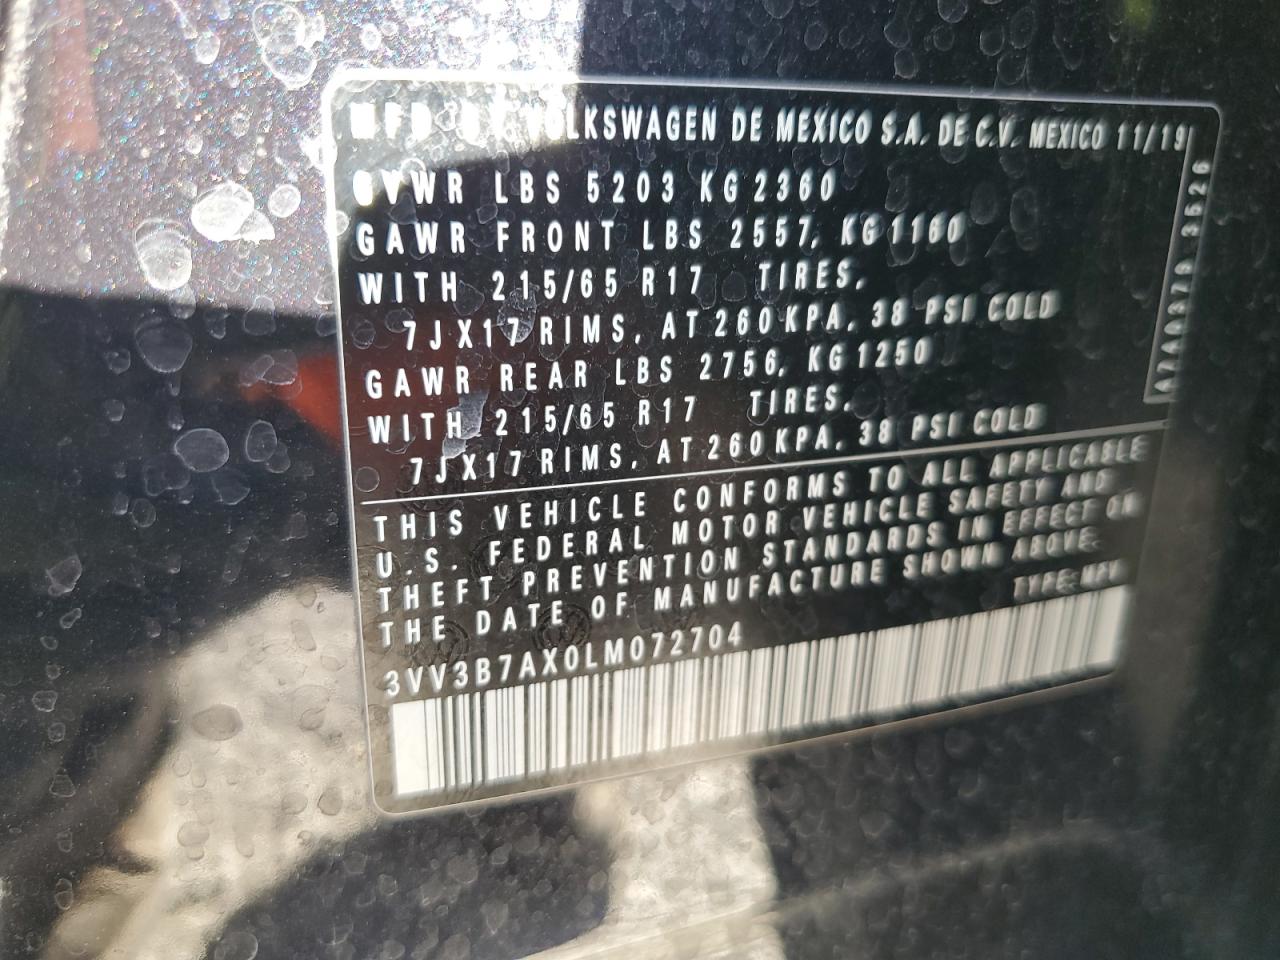 MFD BY VOLKSWAGEN DE MEXICO S.A. DE C.V. MEXICO 11/19
GVWR LBS 5203 KG 2360
GAWR FRONT LBS 2557, KG 1160
WITH 215/65 R17 TIRES,
7JX17 RIMS, AT 260 KPA, 38 PSI COLD
GAWR REAR LBS 2756, KG 1250
WITH 215/65 R17 TIRES,
7JX17 RIMS, AT 260 KPA, 38 PSI COLD
THIS VEHICLE CONFORMS TO ALL APPLICABLE
U.S. FEDERAL MOTOR VEHICLE SAFETY AND
THEFT PREVENTION STANDARDS IN EFFECT ON
THE DATE OF MANUFACTURE SHOWN ABOVE.
TYPE: MPV
3VV3B7AX0LM072704